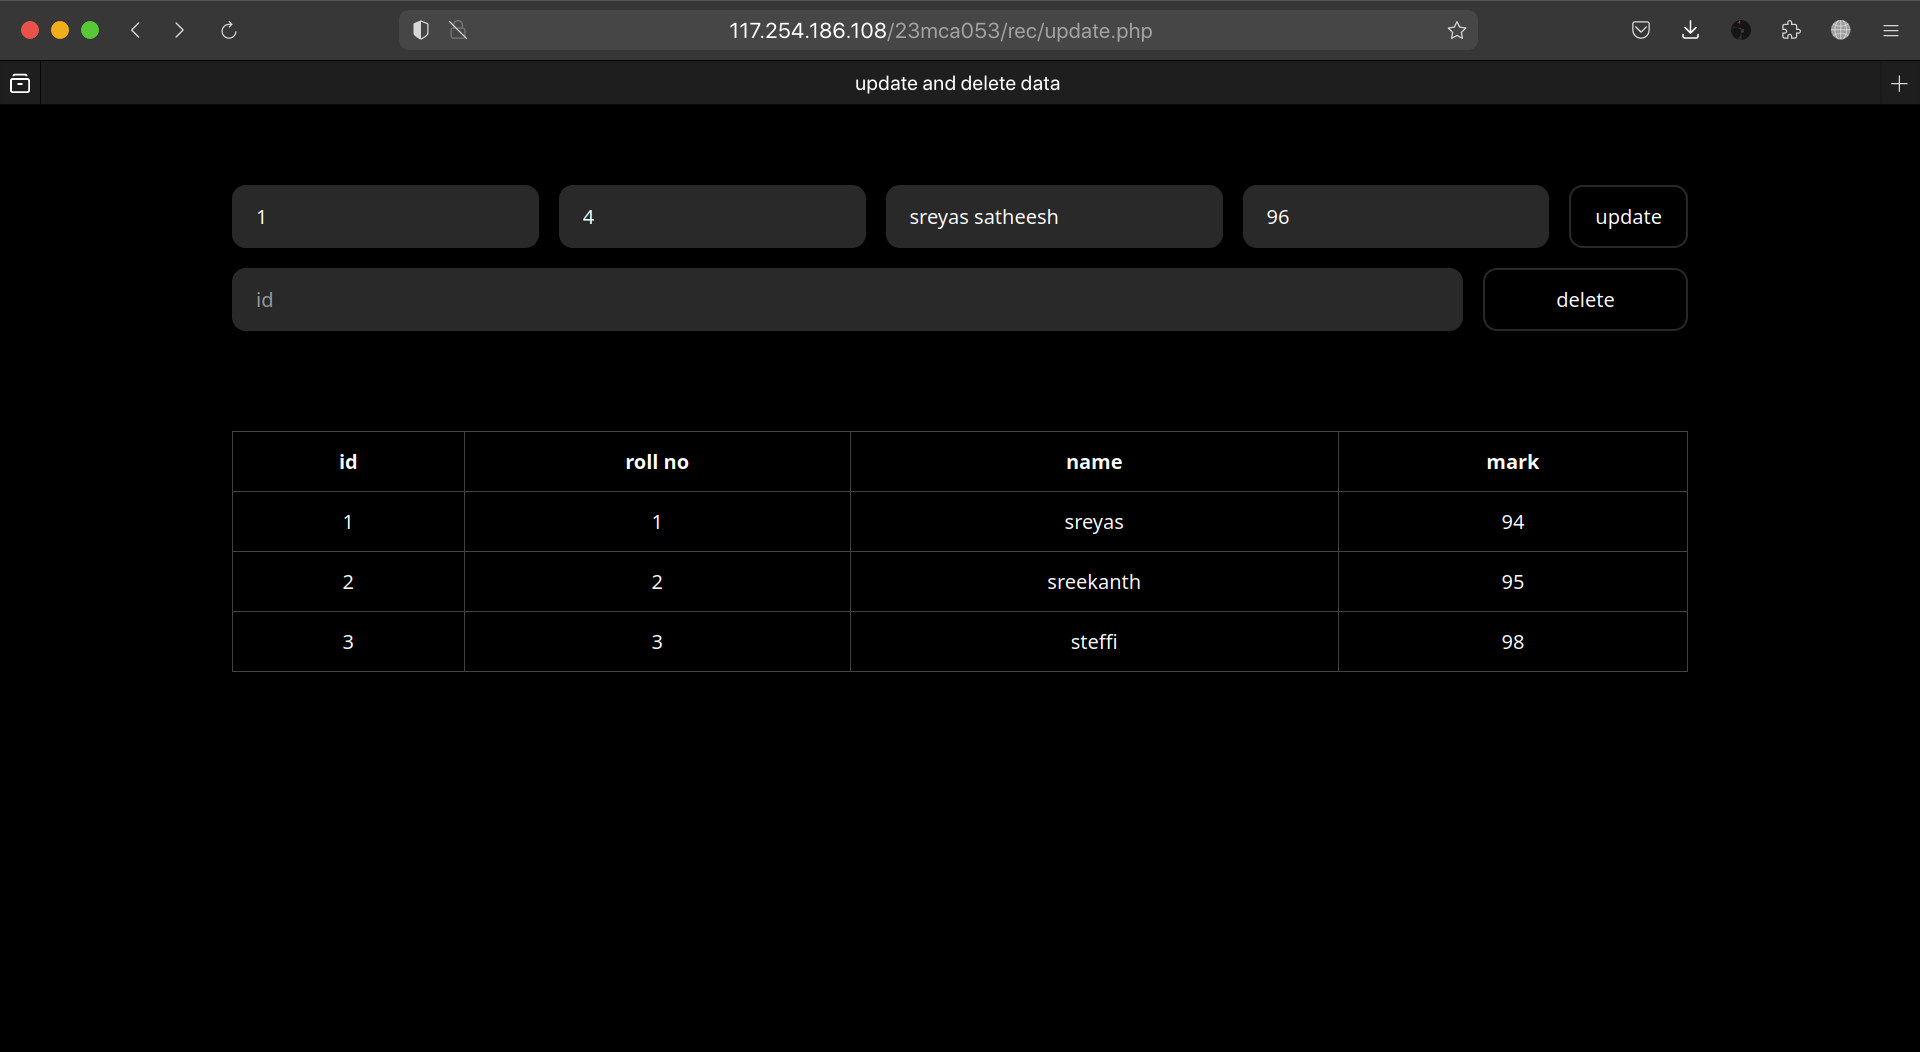 117.254.186.108/23mca053/rec/update.php
update and delete data
1 4 sreyas satheesh 96 update
id delete
id roll no name mark
1 1 sreyas 94
2 2 sreekanth 95
3 3 steffi 98